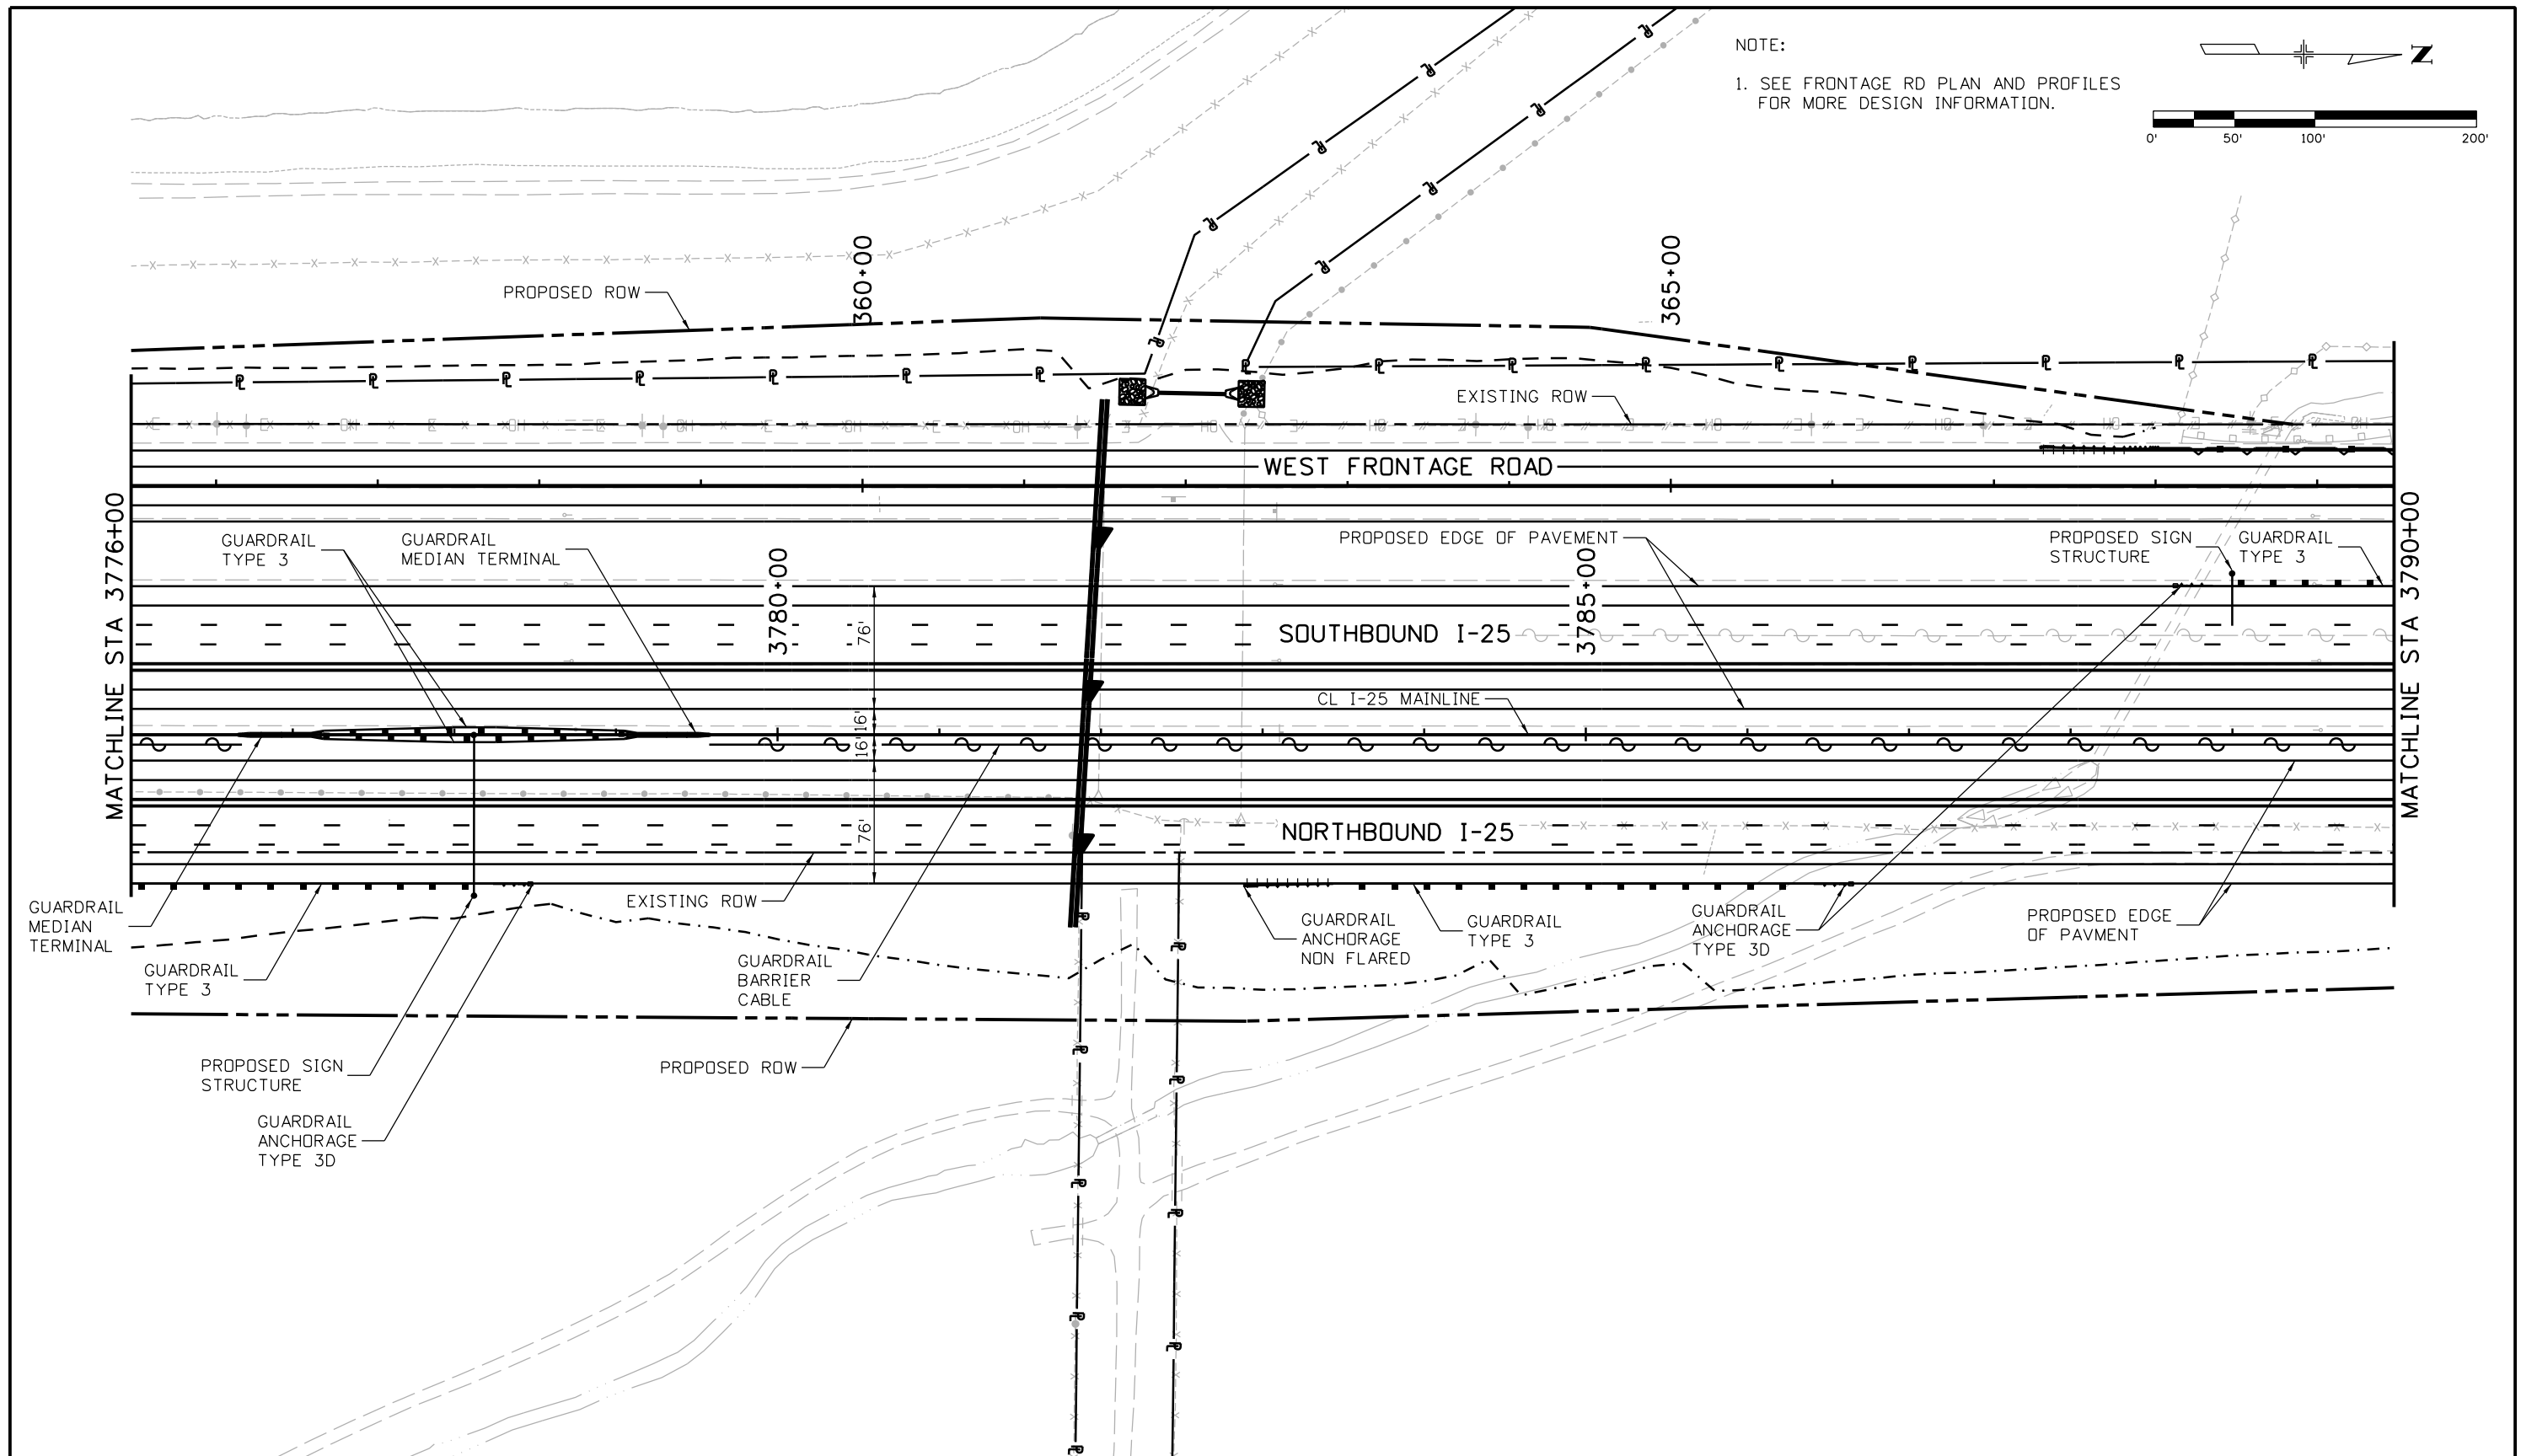 NOTE:
1. SEE FRONTAGE RD PLAN AND PROFILES
FOR MORE DESIGN INFORMATION.
N
0'
50'
100'
200'
360+00
365+00
PROPOSED ROW
EXISTING ROW
WEST FRONTAGE ROAD
MATCHLINE STA 3776+00
GUARDRAIL
TYPE 3
GUARDRAIL
MEDIAN TERMINAL
3780+00
76'
PROPOSED EDGE OF PAVEMENT
3785+00
PROPOSED SIGN
STRUCTURE
GUARDRAIL
TYPE 3
MATCHLINE STA 3790+00
SOUTHBOUND I-25
CL I-25 MAINLINE
16'
16'
76'
NORTHBOUND I-25
GUARDRAIL
MEDIAN
TERMINAL
GUARDRAIL
TYPE 3
EXISTING ROW
GUARDRAIL
BARRIER
CABLE
GUARDRAIL
ANCHORAGE
NON FLARED
GUARDRAIL
TYPE 3
GUARDRAIL
ANCHORAGE
TYPE 3D
PROPOSED EDGE
OF PAVMENT
PROPOSED SIGN
STRUCTURE
PROPOSED ROW
GUARDRAIL
ANCHORAGE
TYPE 3D